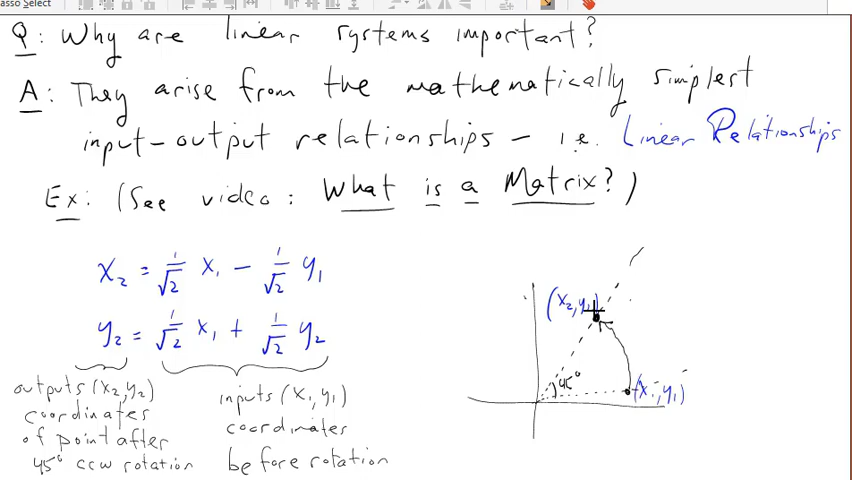 asso Select
Q: Why are linear systems important?
A: They arise from the mathematically simplest
input-output relationships - i.e. Linear Relationships
Ex: (See video: What is a Matrix?)
x₂ = 1/√2 x₁ - 1/√2 y₁
y₂ = 1/√2 x₁ + 1/√2 y₂
outputs (x₂, y₂)
coordinates
of point after
45° ccw rotation
inputs (x₁, y₁)
coordinates
before rotation
(x₂, y
45°
(x₁, y₁)